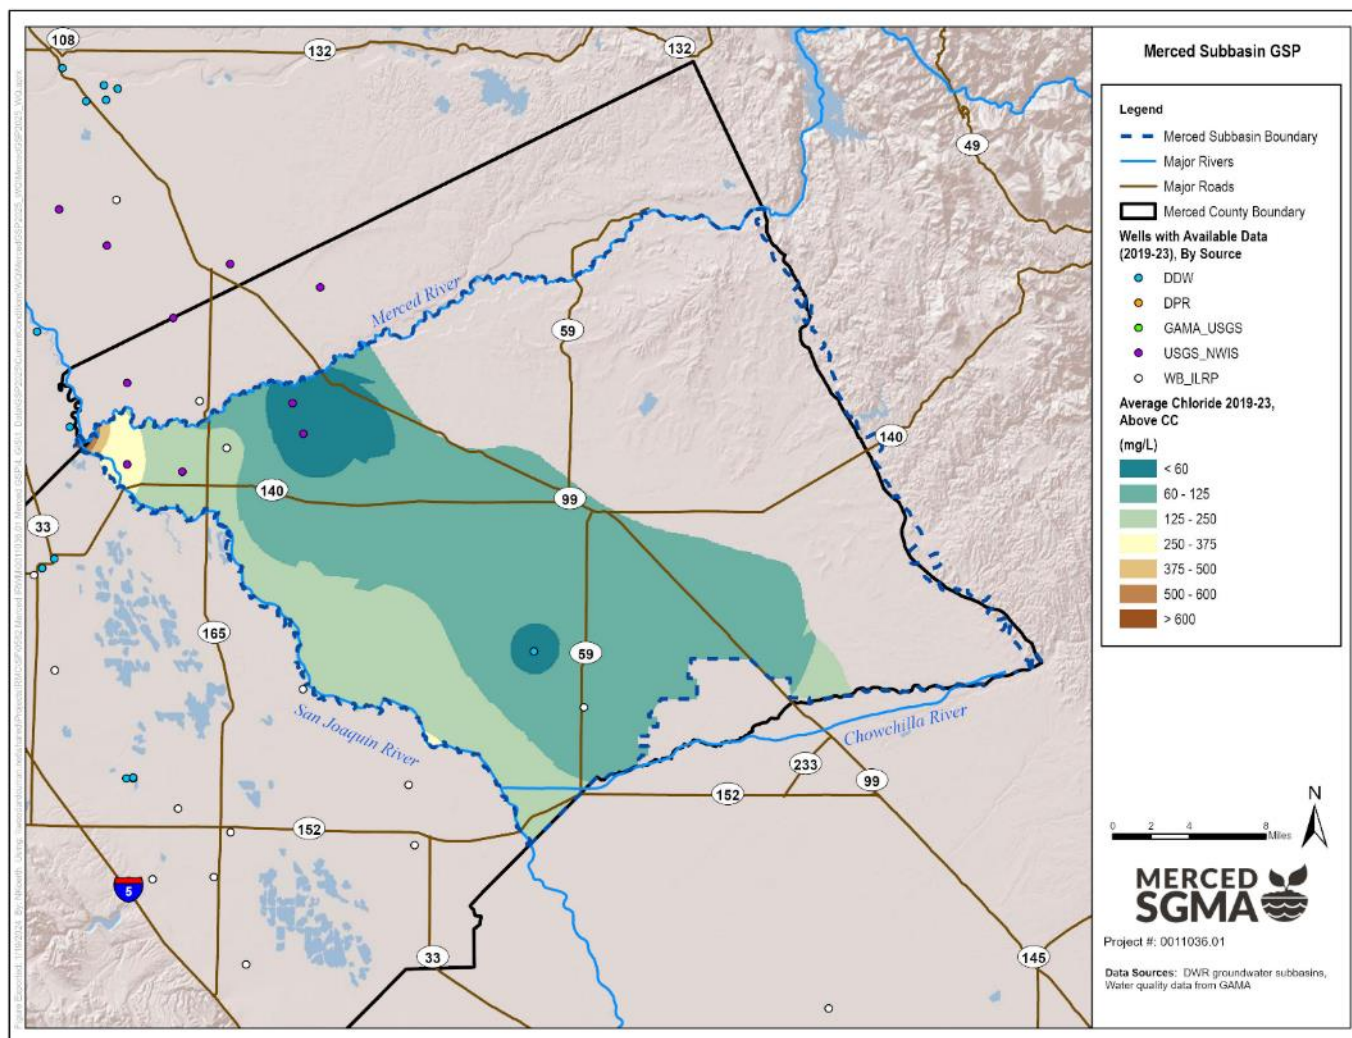 Merced Subbasin GSP
Legend
Merced Subbasin Boundary
Major Rivers
Major Roads
Merced County Boundary
Wells with Available Data
(2019-23), By Source
DDW
DPR
GAMA_USGS
USGS_NWIS
WB_ILRP
Average Chloride 2019-23,
Above CC
(mg/L)
< 60
60 - 125
125 - 250
250 - 375
375 - 500
500 - 600
> 600
N
0 2 4 8
Miles
MERCED
SGMA
Project #: 0011036.01
Data Sources: DWR groundwater subbasins,
Water quality data from GAMA
108
132
132
49
Merced River
59
140
140
99
33
165
59
San Joaquin River
Chowchilla River
233
99
152
152
5
33
145